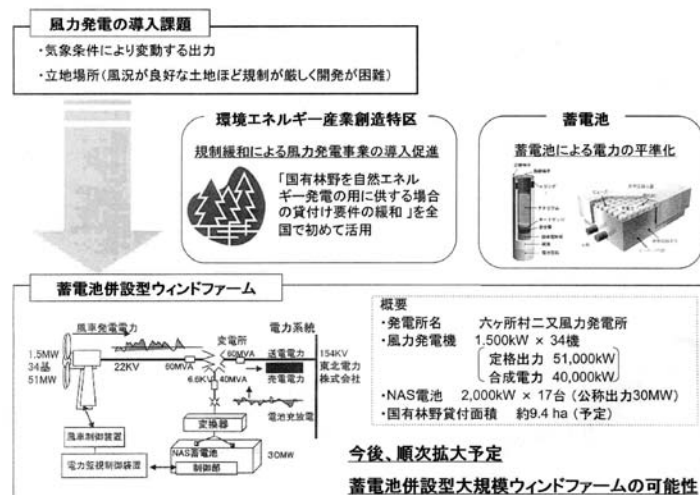 風力発電の導入課題
・気象条件により変動する出力
・立地場所(風況が良好な土地ほど規制が厳しく開発が困難)
環境エネルギー産業創造特区
規制緩和による風力発電事業の導入促進
「国有林野を自然エネル
ギー発電の用に供する場合
の貸付け要件の緩和」を全
国で初めて活用
蓄電池
蓄電池による電力の平準化
蓄電池併設型ウィンドファーム
風車発電電力
変電所
電力系統
1.5MW
34基
51MW
22KV
60MVA
60MVA
送電電力
売電電力
154KV
東北電力
株式会社
6.6KV
40MVA
電池充放電
変換器
風車制御装置
NAS蓄電池
制御部
30MW
電力監視制御装置
概要
・発電所名 六ヶ所村二又風力発電所
・風力発電機 1,500kW × 34機
定格出力 51,000kW
合成電力 40,000kW
・NAS電池 2,000kW × 17台 (公称出力30MW)
・国有林野貸付面積 約9.4 ha (予定)
今後、順次拡大予定
蓄電池併設型大規模ウィンドファームの可能性